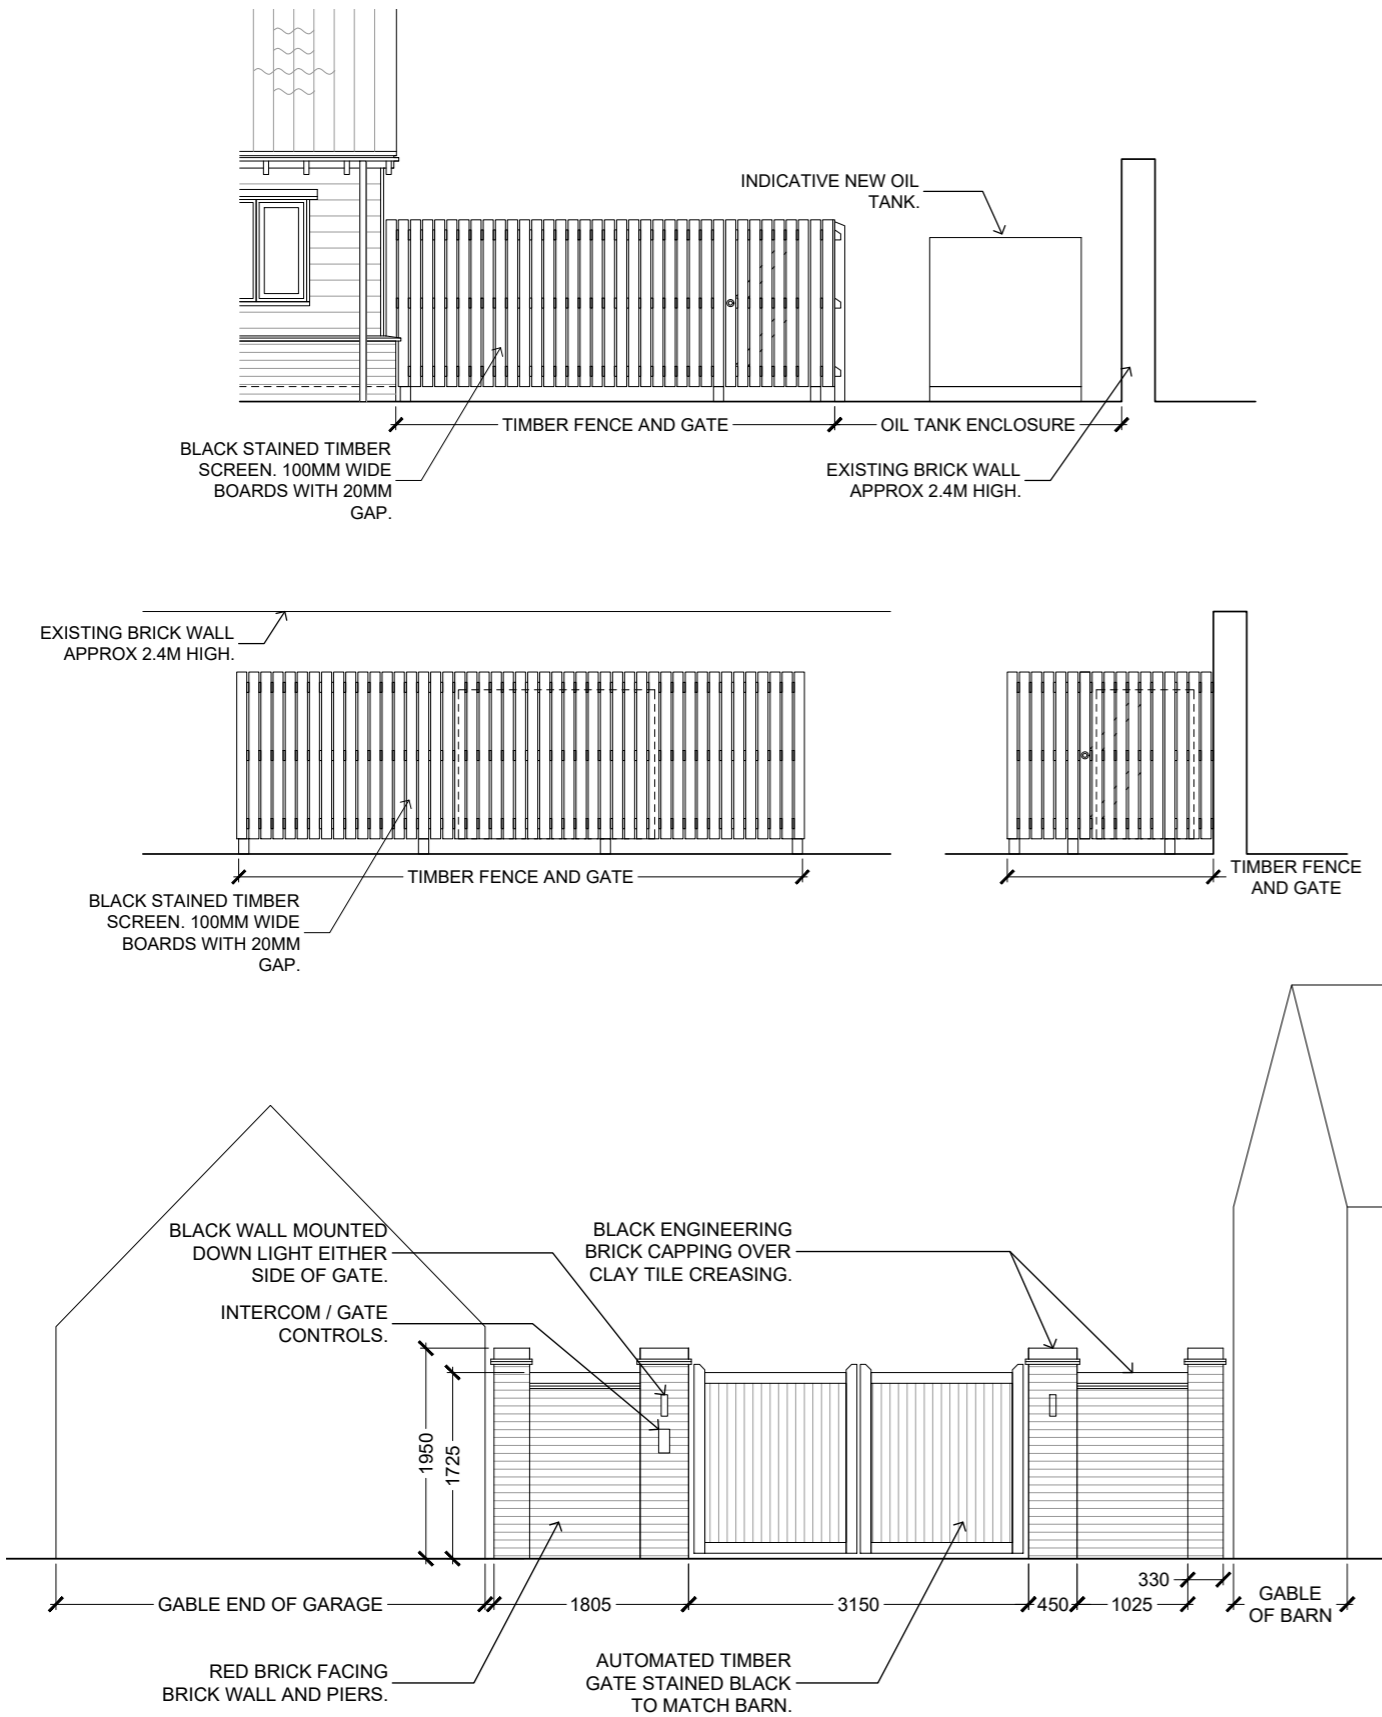 INDICATIVE NEW OIL
TANK.
TIMBER FENCE AND GATE
OIL TANK ENCLOSURE
BLACK STAINED TIMBER
SCREEN. 100MM WIDE
BOARDS WITH 20MM
GAP.
EXISTING BRICK WALL
APPROX 2.4M HIGH.
EXISTING BRICK WALL
APPROX 2.4M HIGH.
TIMBER FENCE AND GATE
TIMBER FENCE
AND GATE
BLACK STAINED TIMBER
SCREEN. 100MM WIDE
BOARDS WITH 20MM
GAP.
BLACK WALL MOUNTED
DOWN LIGHT EITHER
SIDE OF GATE.
BLACK ENGINEERING
BRICK CAPPING OVER
CLAY TILE CREASING.
INTERCOM / GATE
CONTROLS.
1950
1725
GABLE END OF GARAGE
1805
3150
450
1025
330
GABLE
OF BARN
RED BRICK FACING
BRICK WALL AND PIERS.
AUTOMATED TIMBER
GATE STAINED BLACK
TO MATCH BARN.